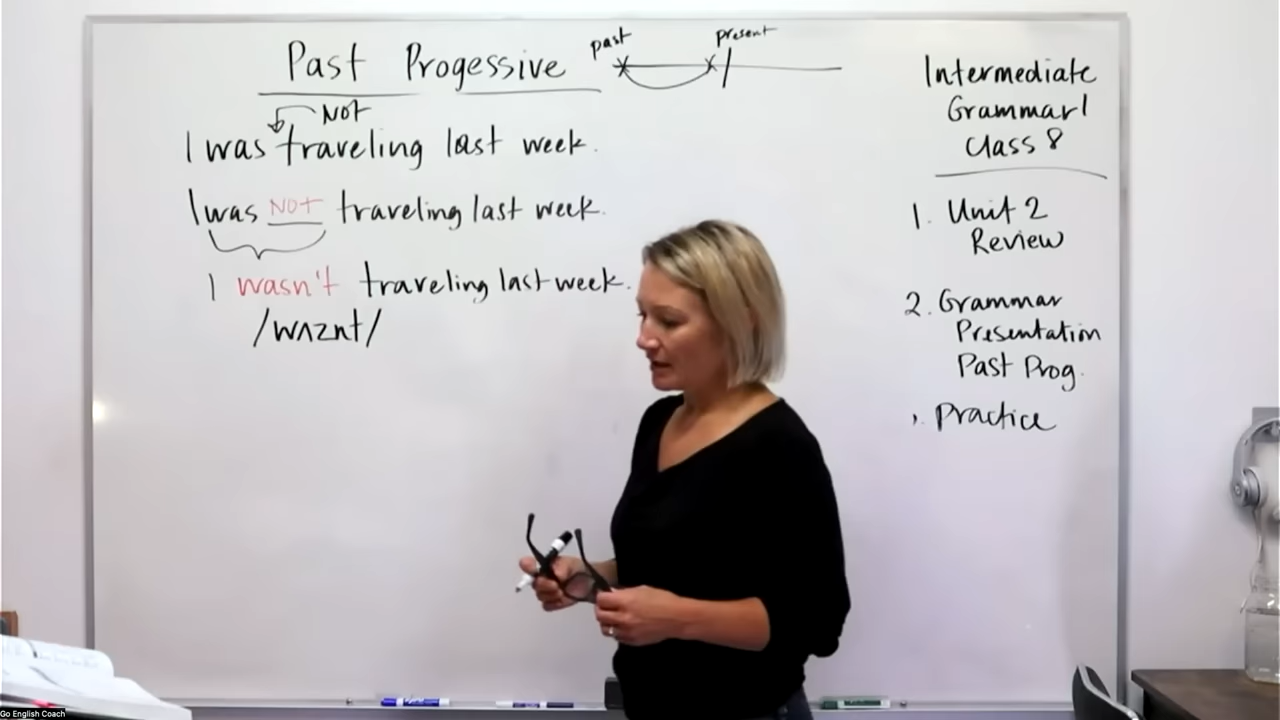 Past Progessive
past
present
NOT
I was traveling last week.
I was NOT traveling last week.
I wasn't traveling last week.
/wʌznt/
Intermediate
Grammar 1
Class 8
1. Unit 2
Review
2. Grammar
Presentation
Past Prog.
. Practice
Go English Coach